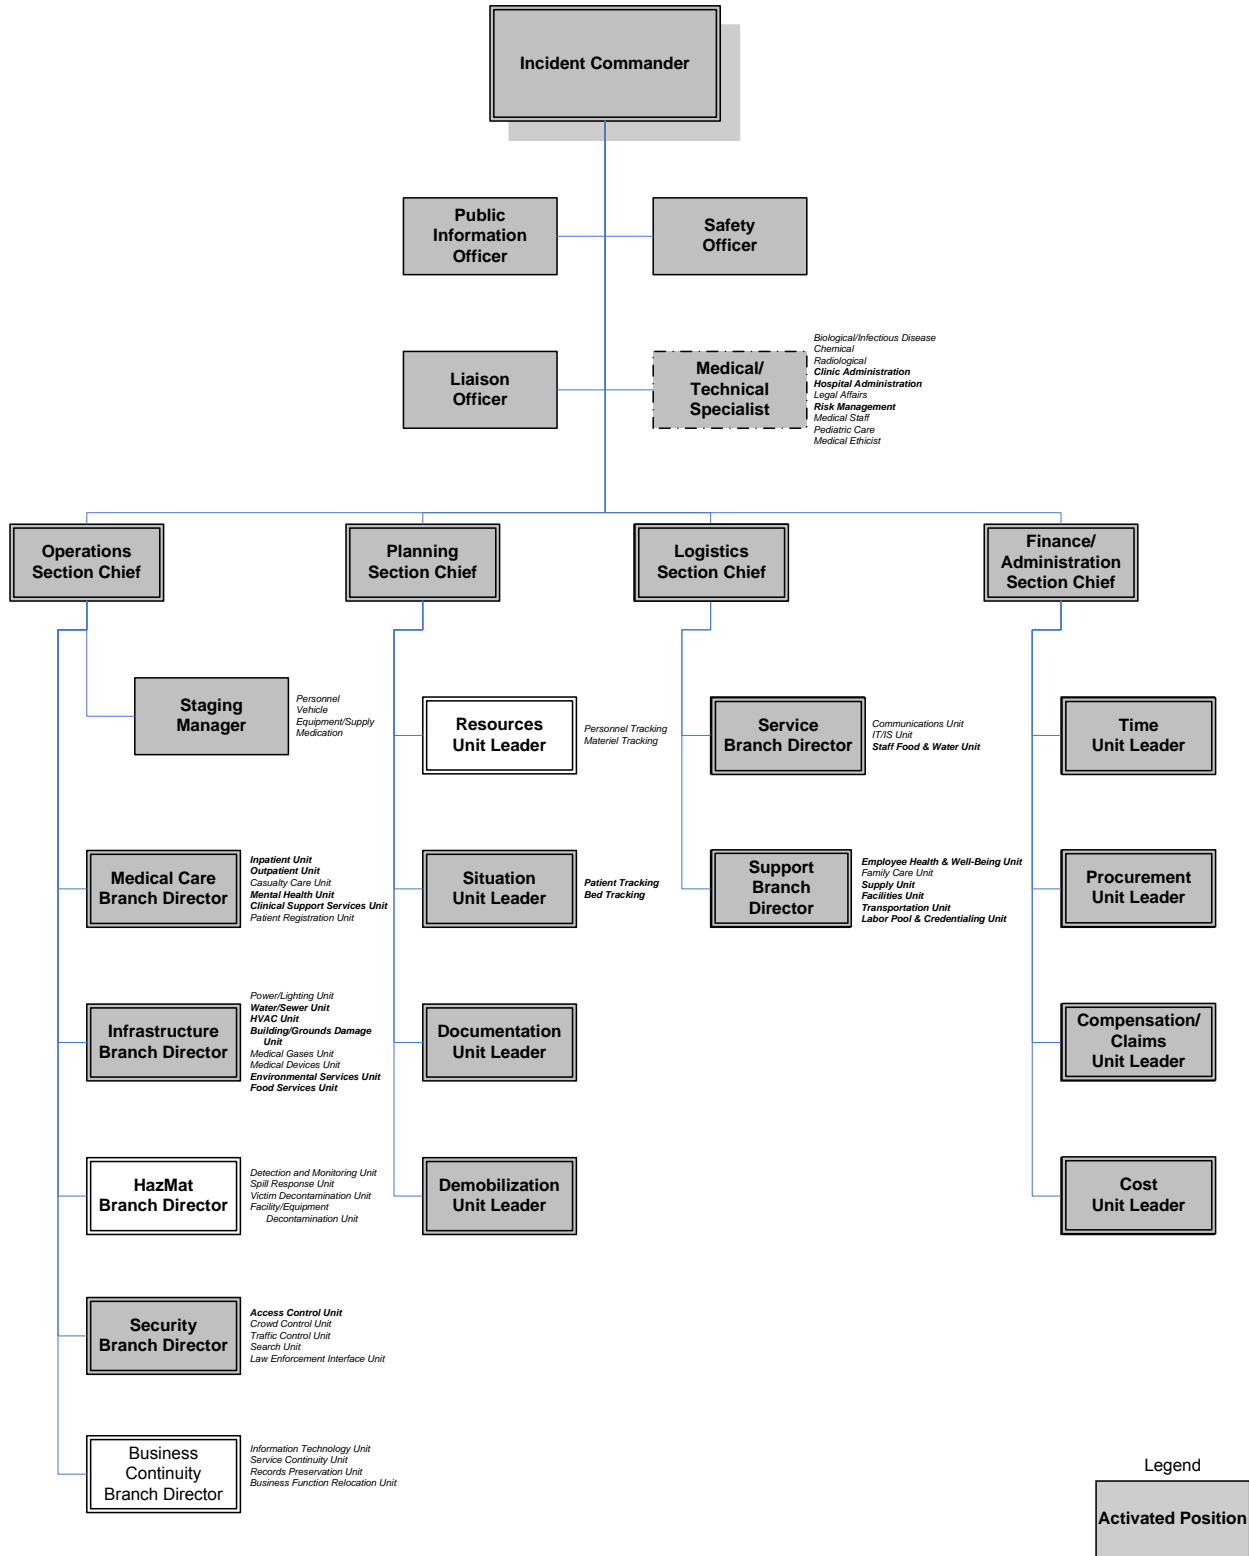 Incident Commander
Public
Information
Officer
Safety
Officer
Liaison
Officer
Medical/
Technical
Specialist
Biological/Infectious Disease
Chemical
Radiological
Clinic Administration
Hospital Administration
Legal Affairs
Risk Management
Medical Staff
Pediatric Care
Medical Ethicist
Operations
Section Chief
Planning
Section Chief
Logistics
Section Chief
Finance/
Administration
Section Chief
Staging
Manager
Personnel
Vehicle
Equipment/Supply
Medication
Resources
Unit Leader
Personnel Tracking
Materiel Tracking
Service
Branch Director
Communications Unit
IT/IS Unit
Staff Food & Water Unit
Time
Unit Leader
Medical Care
Branch Director
Inpatient Unit
Outpatient Unit
Casualty Care Unit
Mental Health Unit
Clinical Support Services Unit
Patient Registration Unit
Situation
Unit Leader
Patient Tracking
Bed Tracking
Support
Branch
Director
Employee Health & Well-Being Unit
Family Care Unit
Supply Unit
Facilities Unit
Transportation Unit
Labor Pool & Credentialing Unit
Procurement
Unit Leader
Infrastructure
Branch Director
Power/Lighting Unit
Water/Sewer Unit
HVAC Unit
Building/Grounds Damage
Unit
Medical Gases Unit
Medical Devices Unit
Environmental Services Unit
Food Services Unit
Documentation
Unit Leader
Compensation/
Claims
Unit Leader
HazMat
Branch Director
Detection and Monitoring Unit
Spill Response Unit
Victim Decontamination Unit
Facility/Equipment
Decontamination Unit
Demobilization
Unit Leader
Cost
Unit Leader
Security
Branch Director
Access Control Unit
Crowd Control Unit
Traffic Control Unit
Search Unit
Law Enforcement Interface Unit
Business
Continuity
Branch Director
Information Technology Unit
Service Continuity Unit
Records Preservation Unit
Business Function Relocation Unit
Legend
Activated Position